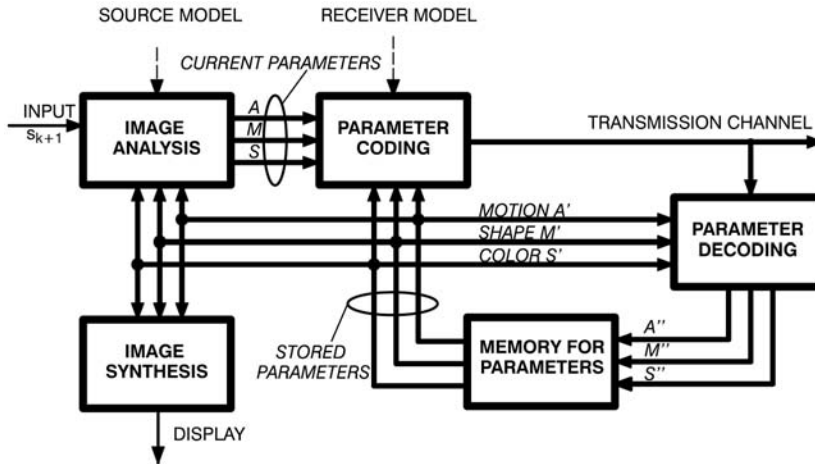 SOURCE MODEL
RECEIVER MODEL
CURRENT PARAMETERS
INPUT
s_{k+1}
IMAGE
ANALYSIS
A
M
S
PARAMETER
CODING
TRANSMISSION CHANNEL
MOTION A'
SHAPE M'
COLOR S'
PARAMETER
DECODING
IMAGE
SYNTHESIS
STORED
PARAMETERS
MEMORY FOR
PARAMETERS
A''
M''
S''
DISPLAY